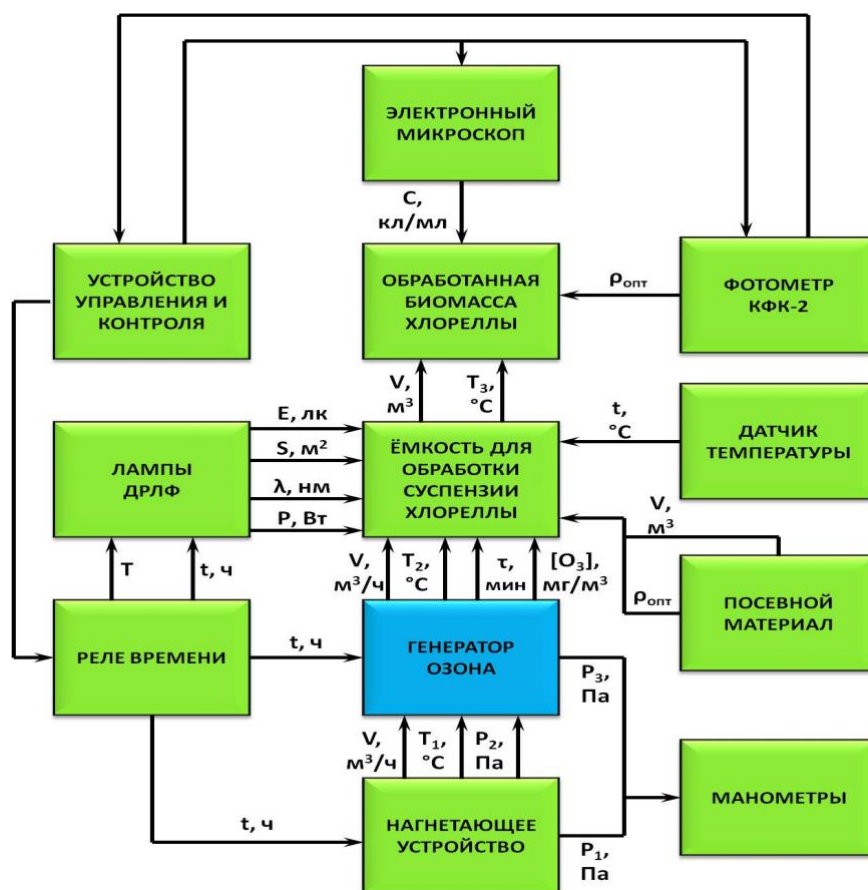 ЭЛЕКТРОННЫЙ
МИКРОСКОП
C,
кл/мл
УСТРОЙСТВО
УПРАВЛЕНИЯ И
КОНТРОЛЯ
ОБРАБОТАННАЯ
БИОМАССА
ХЛОРЕЛЛЫ
ρопт
ФОТОМЕТР
КФК-2
V,
м³
T₃,
°C
ЛАМПЫ
ДРЛФ
E, лк
S, м²
λ, нм
P, Вт
ЁМКОСТЬ ДЛЯ
ОБРАБОТКИ
СУСПЕНЗИИ
ХЛОРЕЛЛЫ
t,
°C
ДАТЧИК
ТЕМПЕРАТУРЫ
T
t, ч
V,
м³/ч
T₂,
°C
τ,
мин
[O₃],
мг/м³
V,
м³
ρопт
ПОСЕВНОЙ
МАТЕРИАЛ
РЕЛЕ ВРЕМЕНИ
t, ч
ГЕНЕРАТОР
ОЗОНА
P₃,
Па
V,
м³/ч
T₁,
°C
P₂,
Па
t, ч
НАГНЕТАЮЩЕЕ
УСТРОЙСТВО
P₁,
Па
МАНОМЕТРЫ